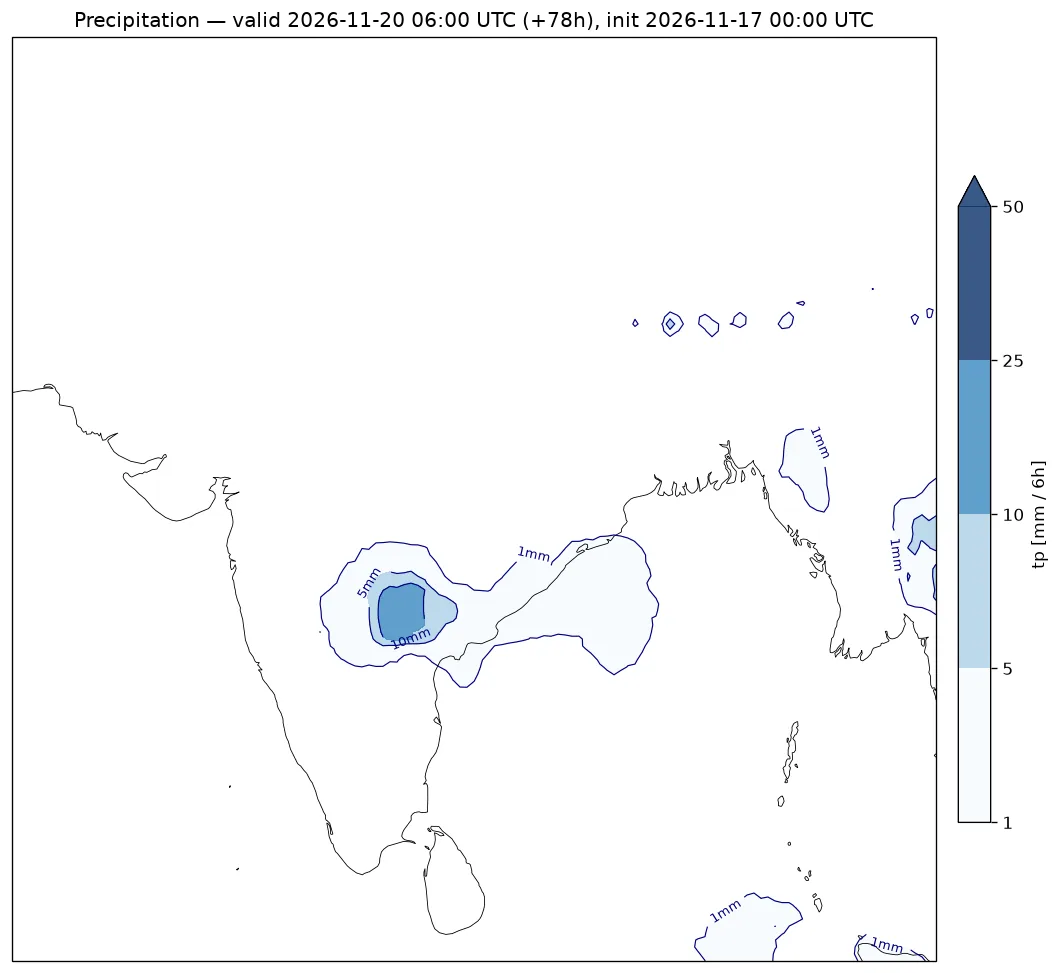 Precipitation — valid 2026-11-20 06:00 UTC (+78h), init 2026-11-17 00:00 UTC
50
25
1mm
10
1mm
1mm
tp [mm / 6h]
5mm
10mm
5
1
1mm
1mm